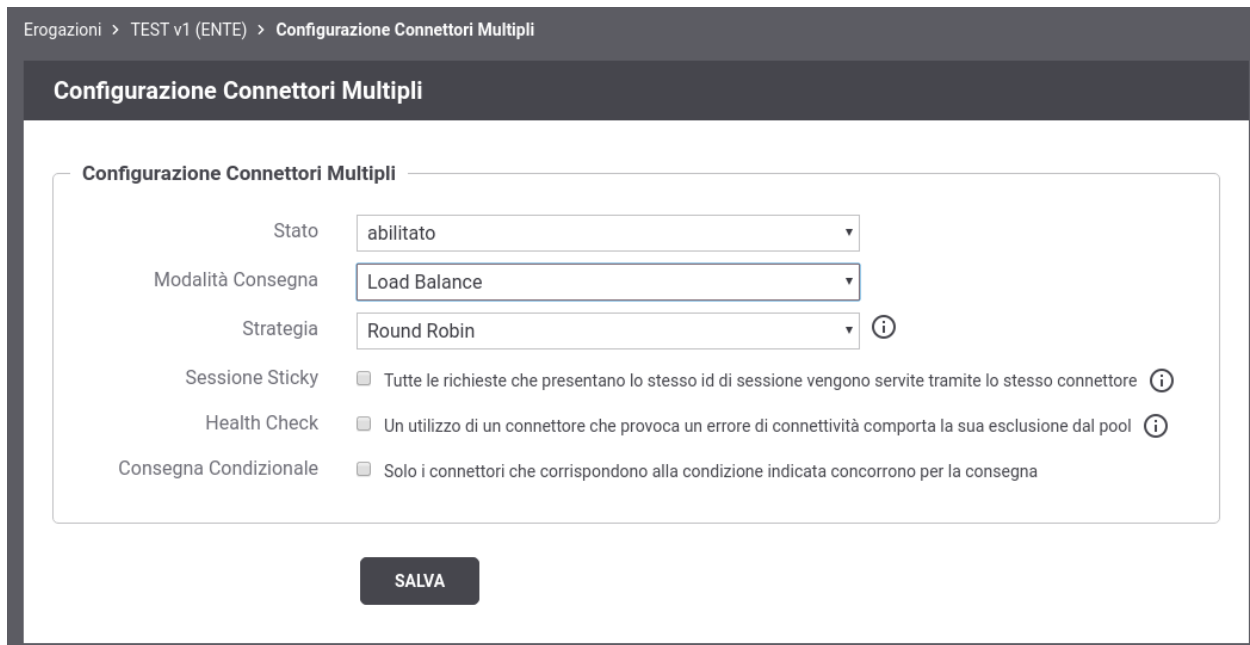 Erogazioni > TEST v1 (ENTE) > Configurazione Connettori Multipli
Configurazione Connettori Multipli
Configurazione Connettori Multipli
Stato abilitato
Modalità Consegna Load Balance
Strategia Round Robin
Sessione Sticky Tutte le richieste che presentano lo stesso id di sessione vengono servite tramite lo stesso connettore
Health Check Un utilizzo di un connettore che provoca un errore di connettività comporta la sua esclusione dal pool
Consegna Condizionale Solo i connettori che corrispondono alla condizione indicata concorrono per la consegna
SALVA